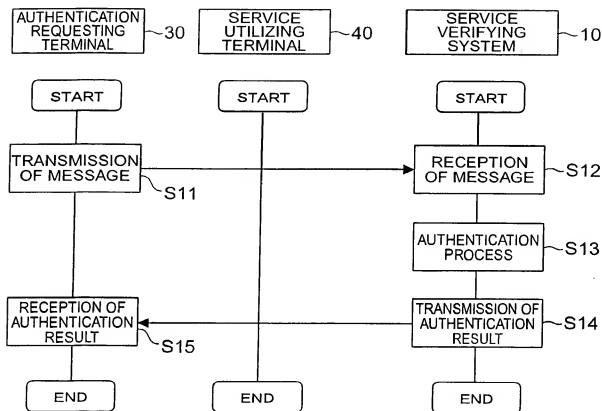 AUTHENTICATION
REQUESTING
TERMINAL
30
SERVICE
UTILIZING
TERMINAL
40
SERVICE
VERIFYING
SYSTEM
10
START
START
START
TRANSMISSION
OF MESSAGE
S11
RECEPTION
OF MESSAGE
S12
AUTHENTICATION
PROCESS
S13
RECEPTION OF
AUTHENTICATION
RESULT
S15
TRANSMISSION OF
AUTHENTICATION
RESULT
S14
END
END
END